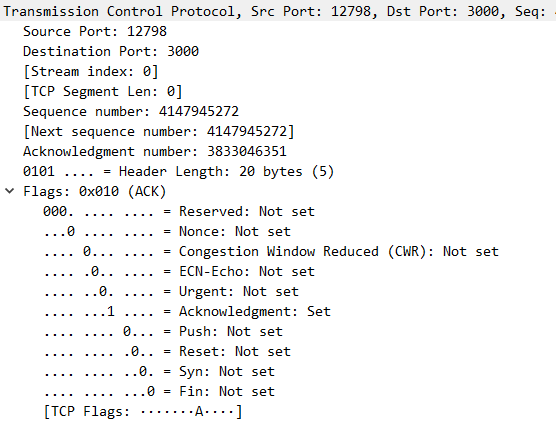 Transmission Control Protocol, Src Port: 12798, Dst Port: 3000, Seq:
Source Port: 12798
Destination Port: 3000
[Stream index: 0]
[TCP Segment Len: 0]
Sequence number: 4147945272
[Next sequence number: 4147945272]
Acknowledgment number: 3833046351
0101 .... = Header Length: 20 bytes (5)
Flags: 0x010 (ACK)
000. .... .... = Reserved: Not set
...0 .... .... = Nonce: Not set
.... 0... .... = Congestion Window Reduced (CWR): Not set
.... .0.. .... = ECN-Echo: Not set
.... ..0. .... = Urgent: Not set
.... ...1 .... = Acknowledgment: Set
.... .... 0... = Push: Not set
.... .... .0.. = Reset: Not set
.... .... ..0. = Syn: Not set
.... .... ...0 = Fin: Not set
[TCP Flags: ·······A····]